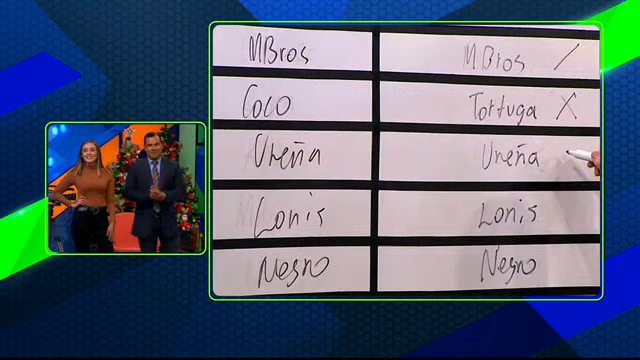 MBros MBros /
Coco Tortuga X
Ureña Ureña
Lonis Lonis
Negro Negro